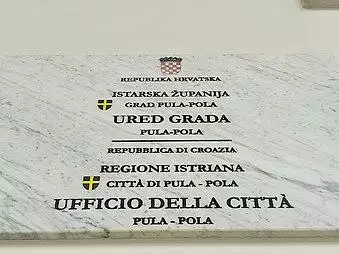 REPUBLIKA HRVATSKA
ISTARSKA ŽUPANIJA
GRAD PULA-POLA
URED GRADA
PULA-POLA
REPUBBLICA DI CROAZIA
REGIONE ISTRIANA
CITTÀ DI PULA - POLA
UFFICIO DELLA CITTÀ
PULA - POLA